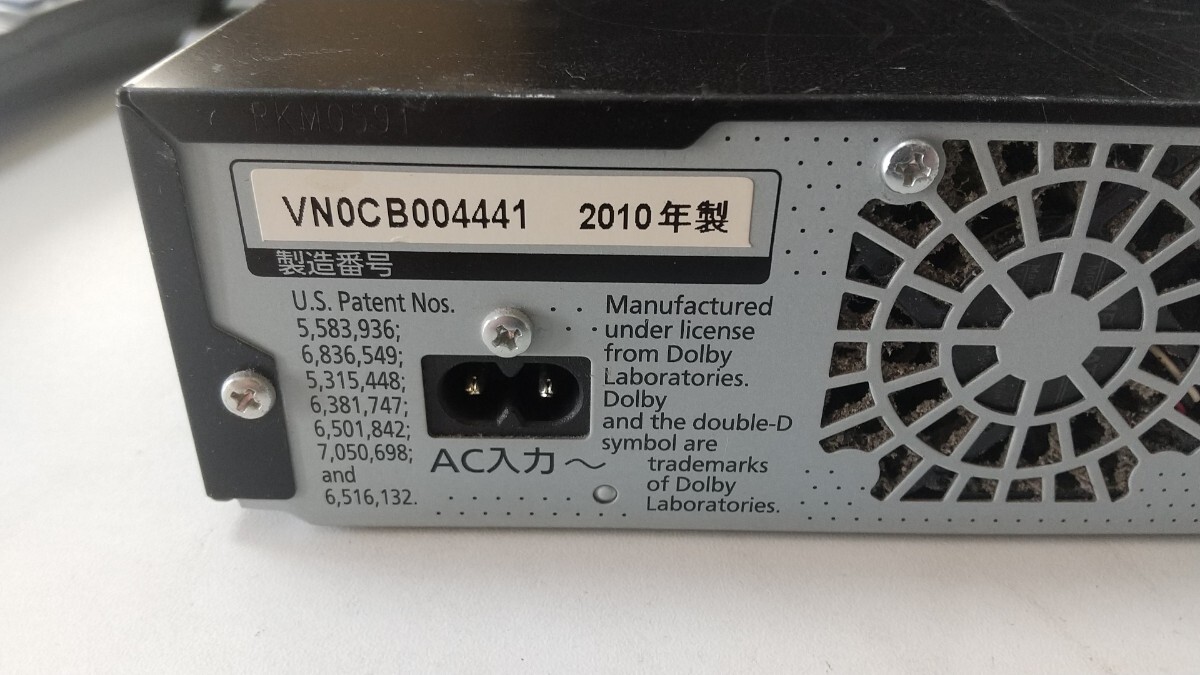 PKM0591
VN0CB004441 2010年製
製造番号
U.S. Patent Nos.
5,583,936;
6,836,549;
5,315,448;
6,381,747;
6,501,842;
7,050,698;
and
6,516,132.
AC入力～
Manufactured
under license
from Dolby
Laboratories.
Dolby
and the double-D
symbol are
trademarks
of Dolby
Laboratories.